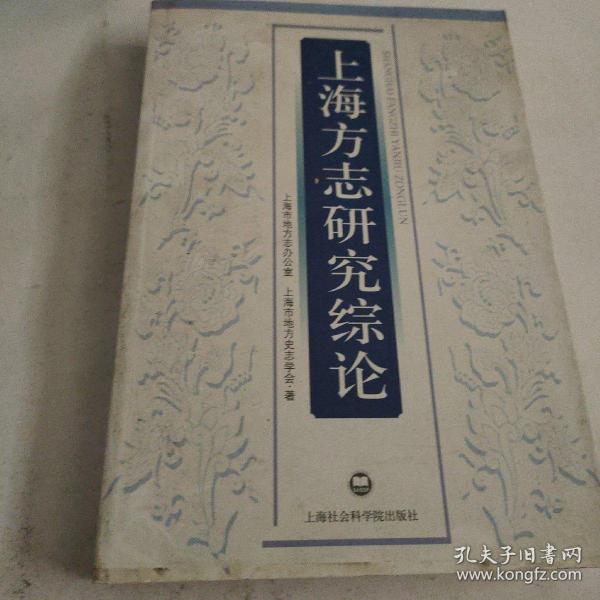 上海方志研究综论
SHANGHAI FANGZHI YANJIU ZONGLUN
上海市地方志办公室 上海市地方史志学会·著
上海社会科学院出版社
孔夫子旧书网
www.kongfz.com